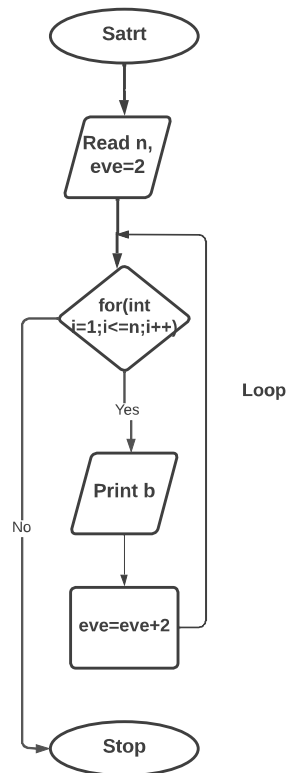 Satrt
Read n,
eve=2
for(int
i=1;i<=n;i++)
Loop
Yes
Print b
No
eve=eve+2
Stop